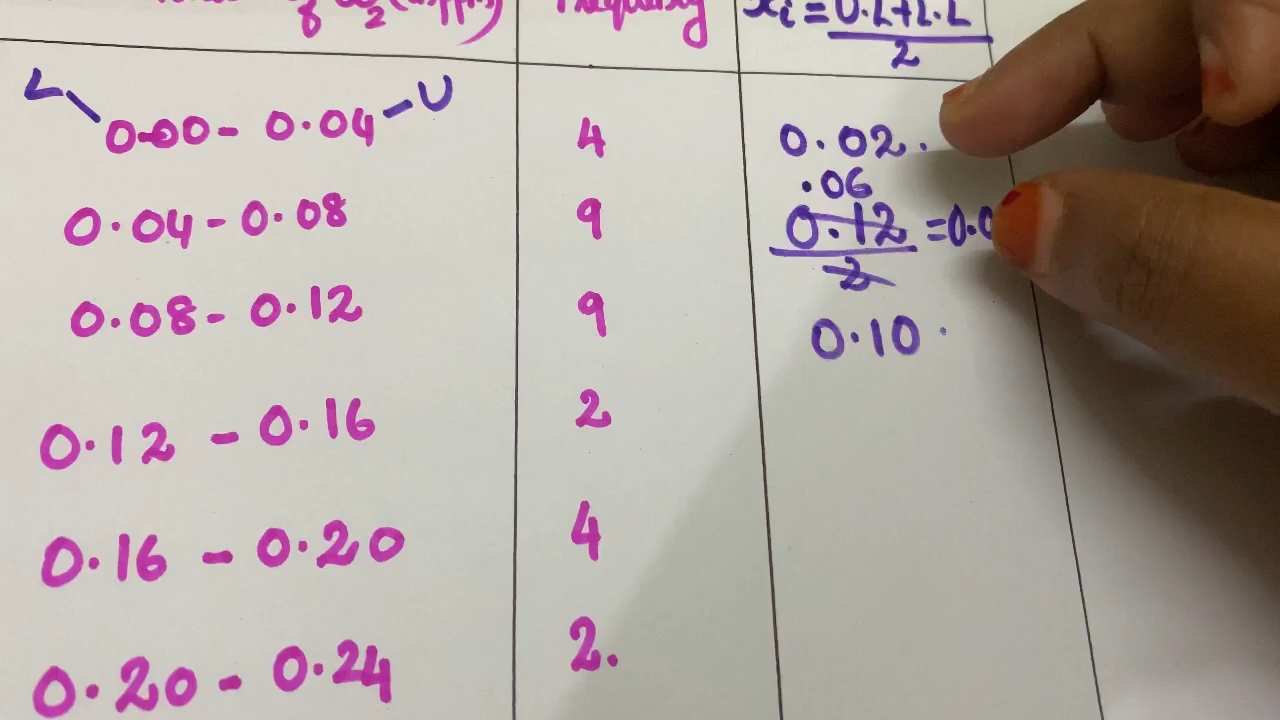 Frequency xi = U.L+L.L
2
L U
0.00 - 0.04 4 0.02.
.06
0.04 - 0.08 9 0.12 = 0.0
2
0.08 - 0.12 9 0.10.
0.12 - 0.16 2
0.16 - 0.20 4
0.20 - 0.24 2.